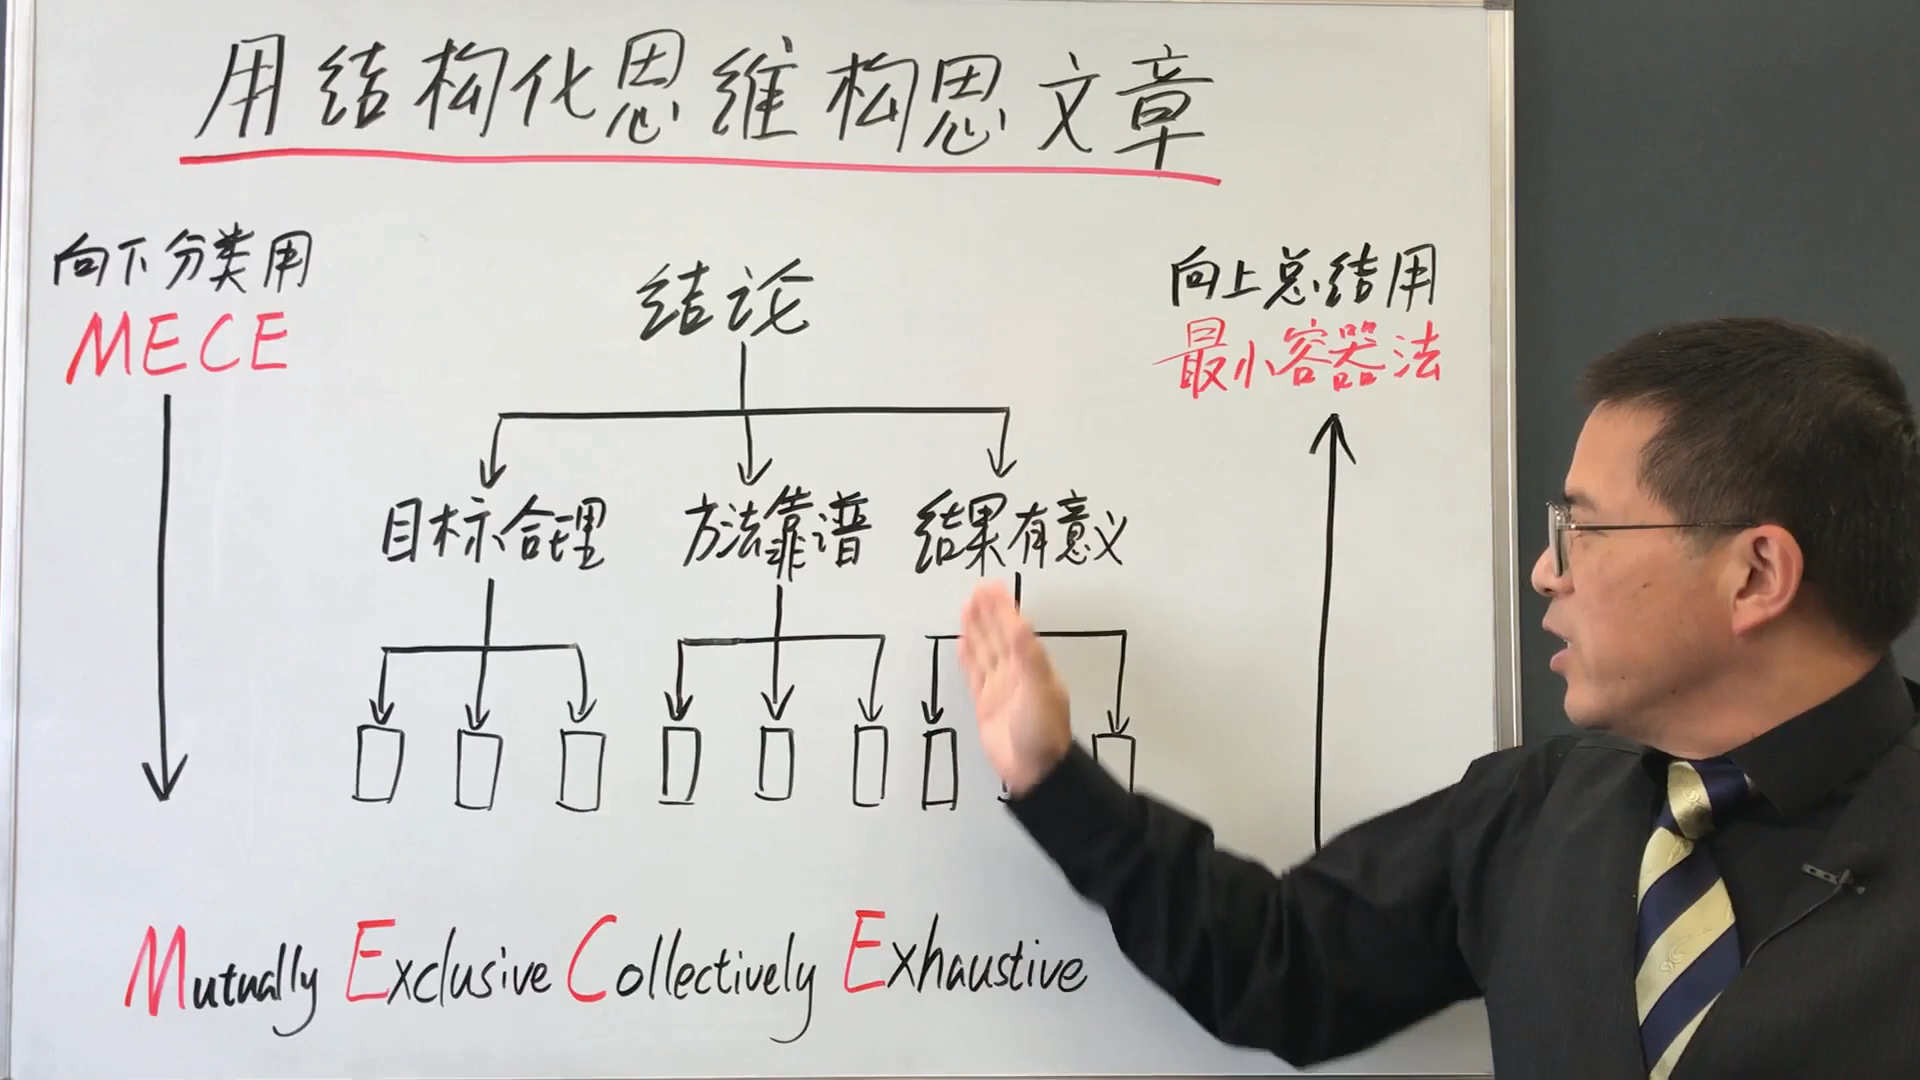 用结构化思维构思文章
向下分类用
MECE
结论
向上总结用
最小容器法
目标合理
方法靠谱
结果有意义
Mutually Exclusive Collectively Exhaustive